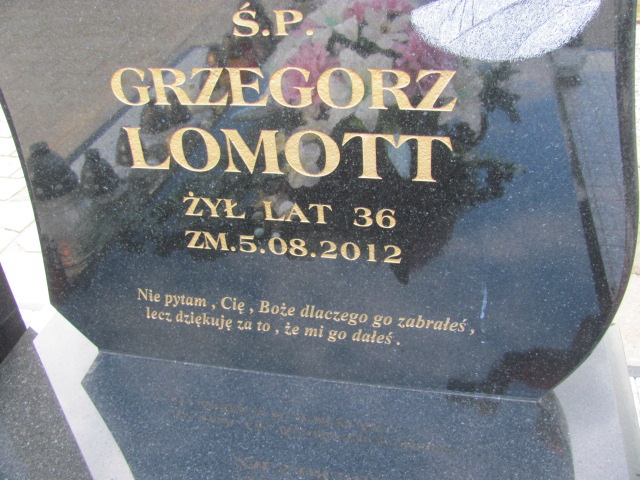 Ś.P.
GRZEGORZ
LOMOTT
ŻYŁ LAT 36
ZM.5.08.2012
Nie pytam , Cię , Boże dlaczego go zabrałeś ,
lecz dziękuję za to , że mi go dałeś .